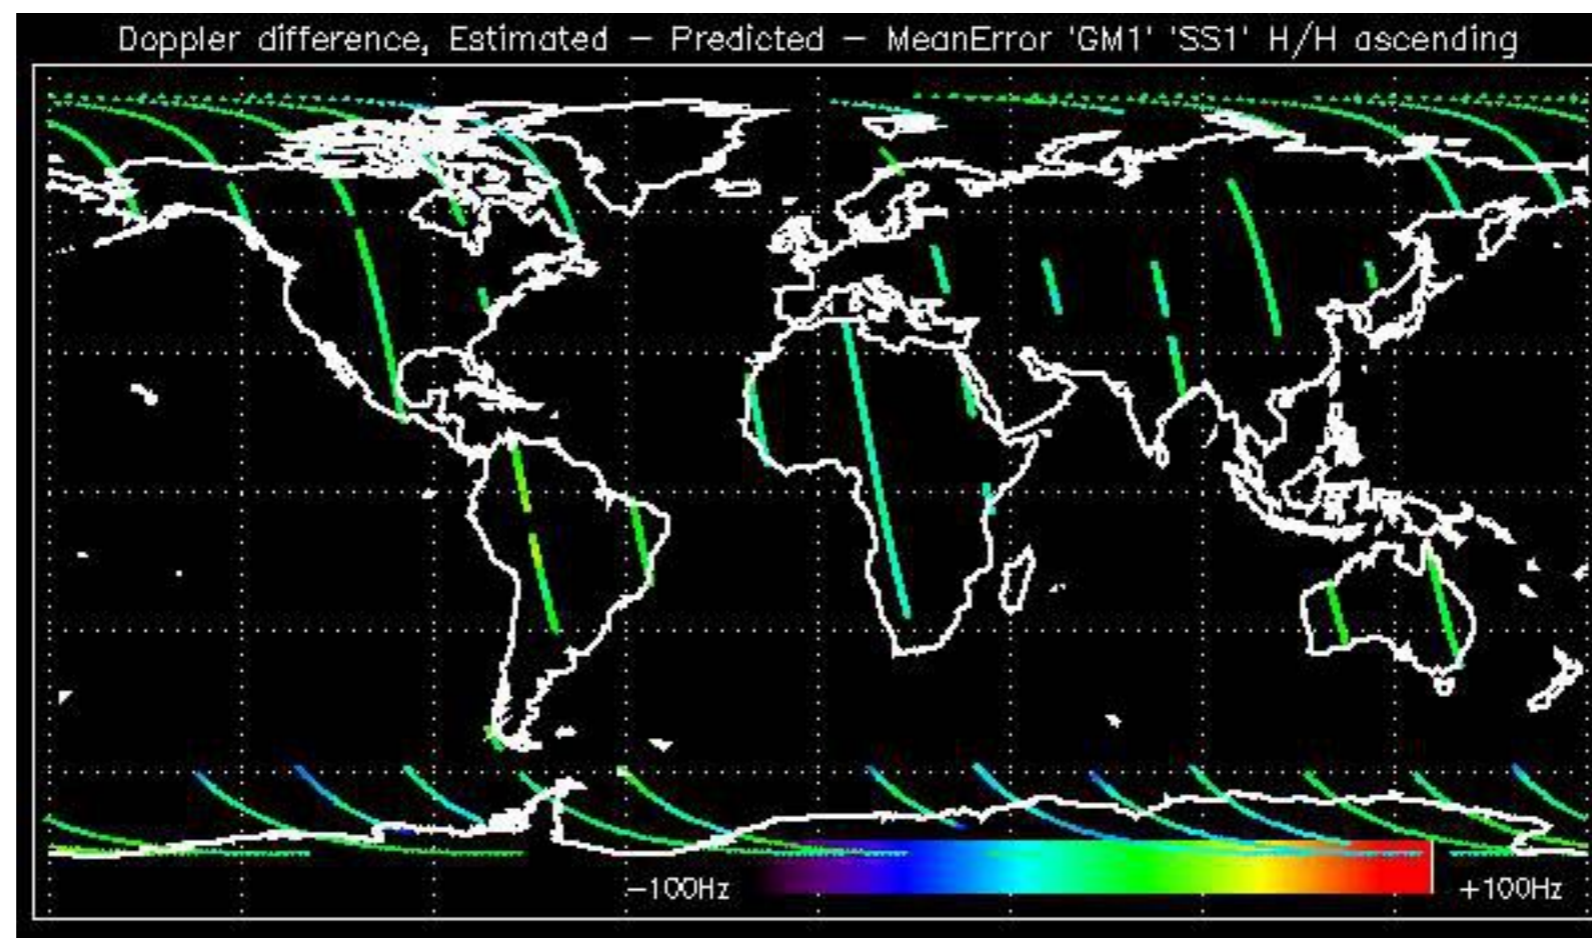 Doppler difference, Estimated – Predicted – MeanError 'GM1' 'SS1' H/H ascending
–100Hz
+100Hz